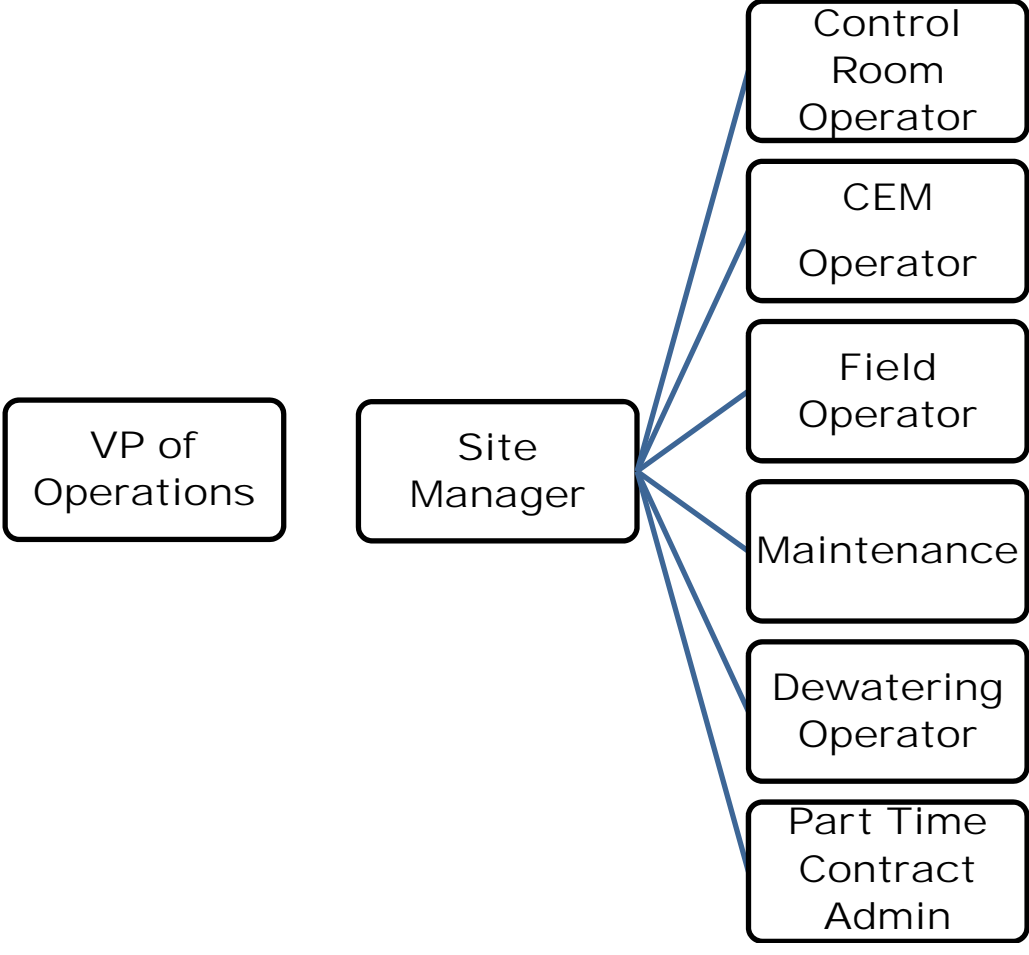 VP of
Operations
Site
Manager
Control
Room
Operator
CEM
Operator
Field
Operator
Maintenance
Dewatering
Operator
Part Time
Contract
Admin